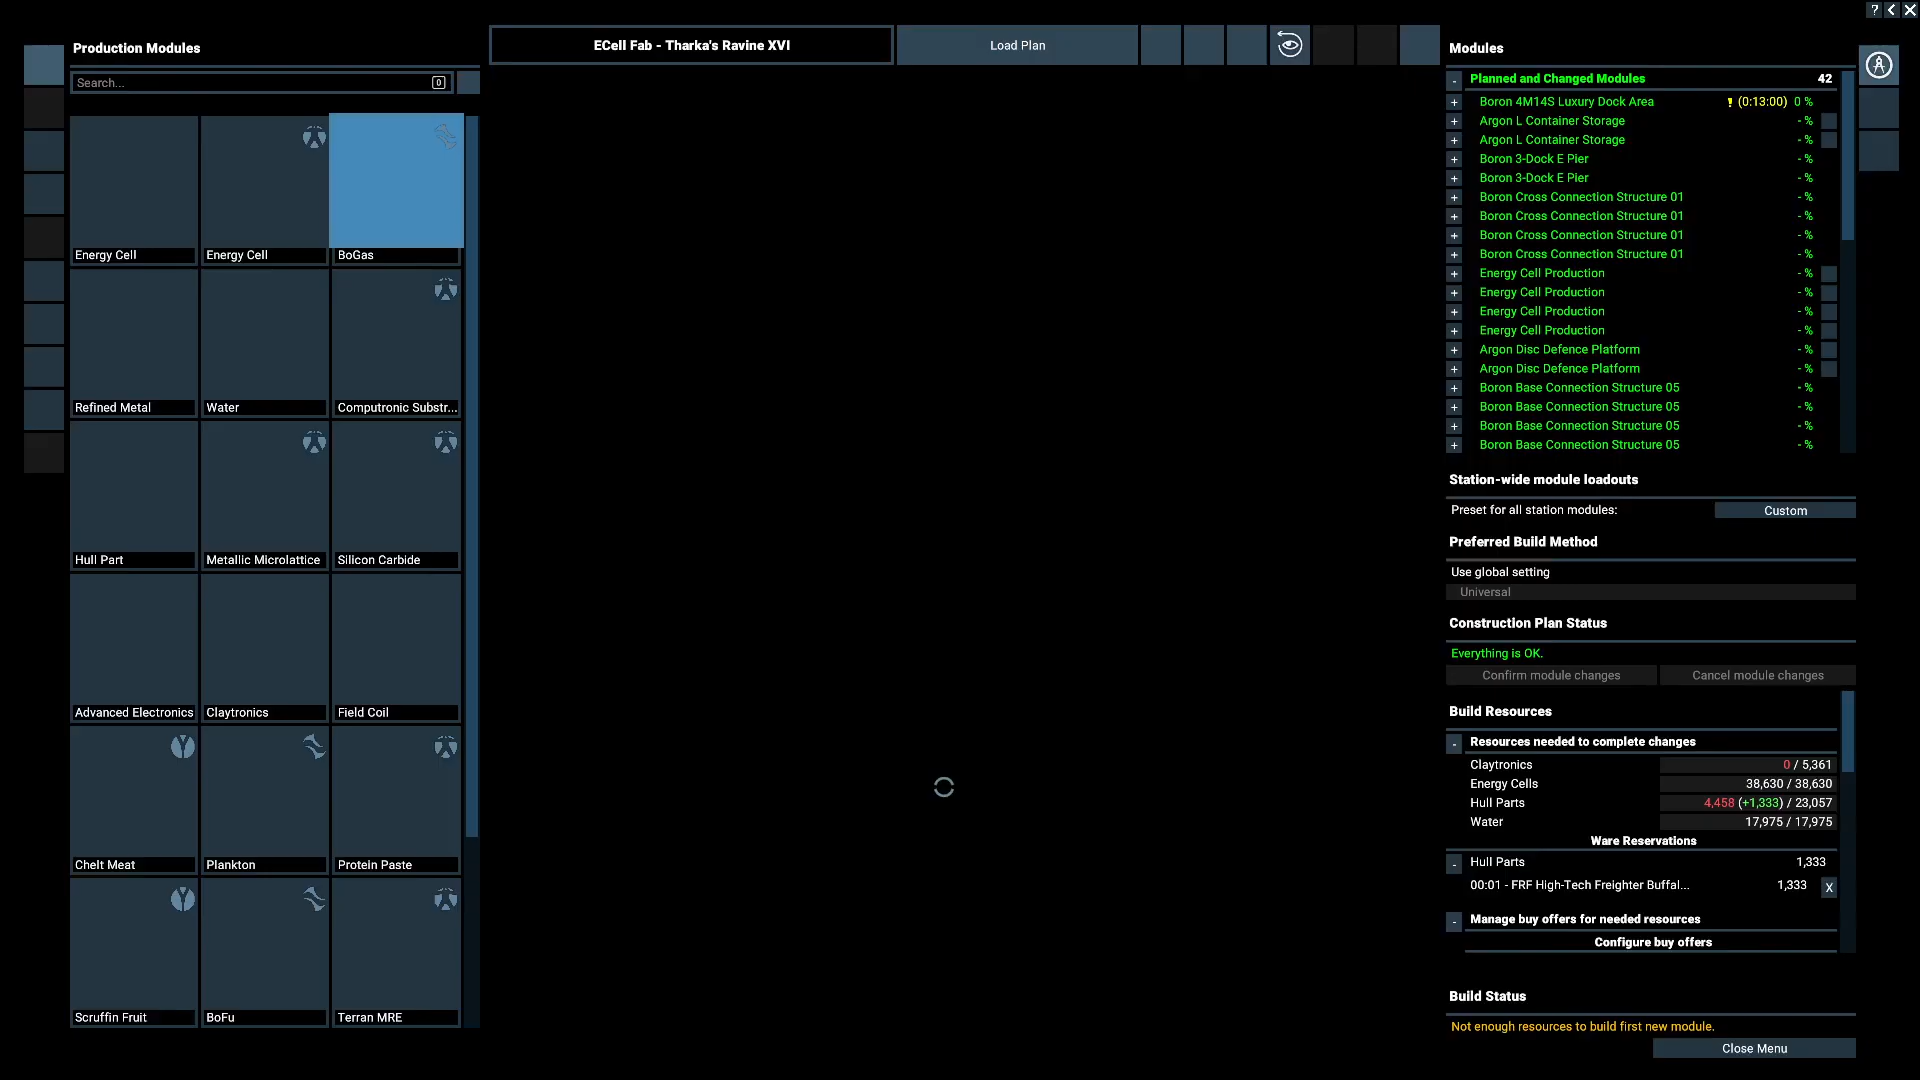 ?
Production Modules
Search...
0
Energy Cell
Energy Cell
BoGas
Refined Metal
Water
Computronic Substr...
Hull Part
Metallic Microlattice
Silicon Carbide
Advanced Electronics
Claytronics
Field Coil
Chelt Meat
Plankton
Protein Paste
Scruffin Fruit
BoFu
Terran MRE
ECell Fab - Tharka's Ravine XVI
Load Plan
Modules
- Planned and Changed Modules 42
+ Boron 4M14S Luxury Dock Area ! (0:13:00) 0 %
+ Argon L Container Storage - %
+ Argon L Container Storage - %
+ Boron 3-Dock E Pier - %
+ Boron 3-Dock E Pier - %
+ Boron Cross Connection Structure 01 - %
+ Boron Cross Connection Structure 01 - %
+ Boron Cross Connection Structure 01 - %
+ Boron Cross Connection Structure 01 - %
+ Energy Cell Production - %
+ Energy Cell Production - %
+ Energy Cell Production - %
+ Energy Cell Production - %
+ Argon Disc Defence Platform - %
+ Argon Disc Defence Platform - %
+ Boron Base Connection Structure 05 - %
+ Boron Base Connection Structure 05 - %
+ Boron Base Connection Structure 05 - %
+ Boron Base Connection Structure 05 - %
Station-wide module loadouts
Preset for all station modules: Custom
Preferred Build Method
Use global setting
Universal
Construction Plan Status
Everything is OK.
Confirm module changes Cancel module changes
Build Resources
- Resources needed to complete changes
Claytronics 0 / 5,361
Energy Cells 38,630 / 38,630
Hull Parts 4,458 (+1,333) / 23,057
Water 17,975 / 17,975
Ware Reservations
- Hull Parts 1,333
00:01 - FRF High-Tech Freighter Buffal... 1,333 X
- Manage buy offers for needed resources
Configure buy offers
Build Status
Not enough resources to build first new module.
Close Menu